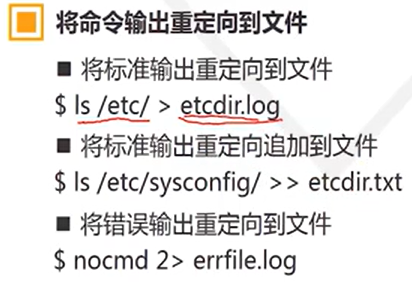 将命令输出重定向到文件
■ 将标准输出重定向到文件
$ ls /etc/ > etcdir.log
■ 将标准输出重定向追加到文件
$ ls /etc/sysconfig/ >> etcdir.txt
■ 将错误输出重定向到文件
$ nocmd 2> errfile.log